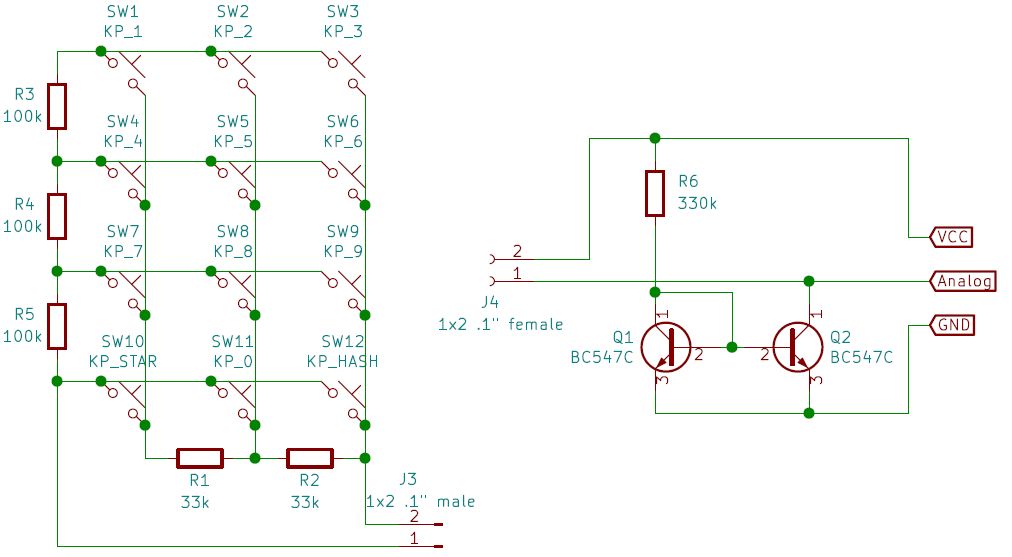 SW1
KP_1
SW2
KP_2
SW3
KP_3
R3
100k
SW4
KP_4
SW5
KP_5
SW6
KP_6
R4
100k
SW7
KP_7
SW8
KP_8
SW9
KP_9
R5
100k
SW10
KP_STAR
SW11
KP_0
SW12
KP_HASH
R1
33k
R2
33k
J3
1x2 .1" male
2
1
R6
330k
2
1
J4
1x2 .1" female
VCC
Analog
GND
Q1
BC547C
1
2
3
Q2
BC547C
1
2
3